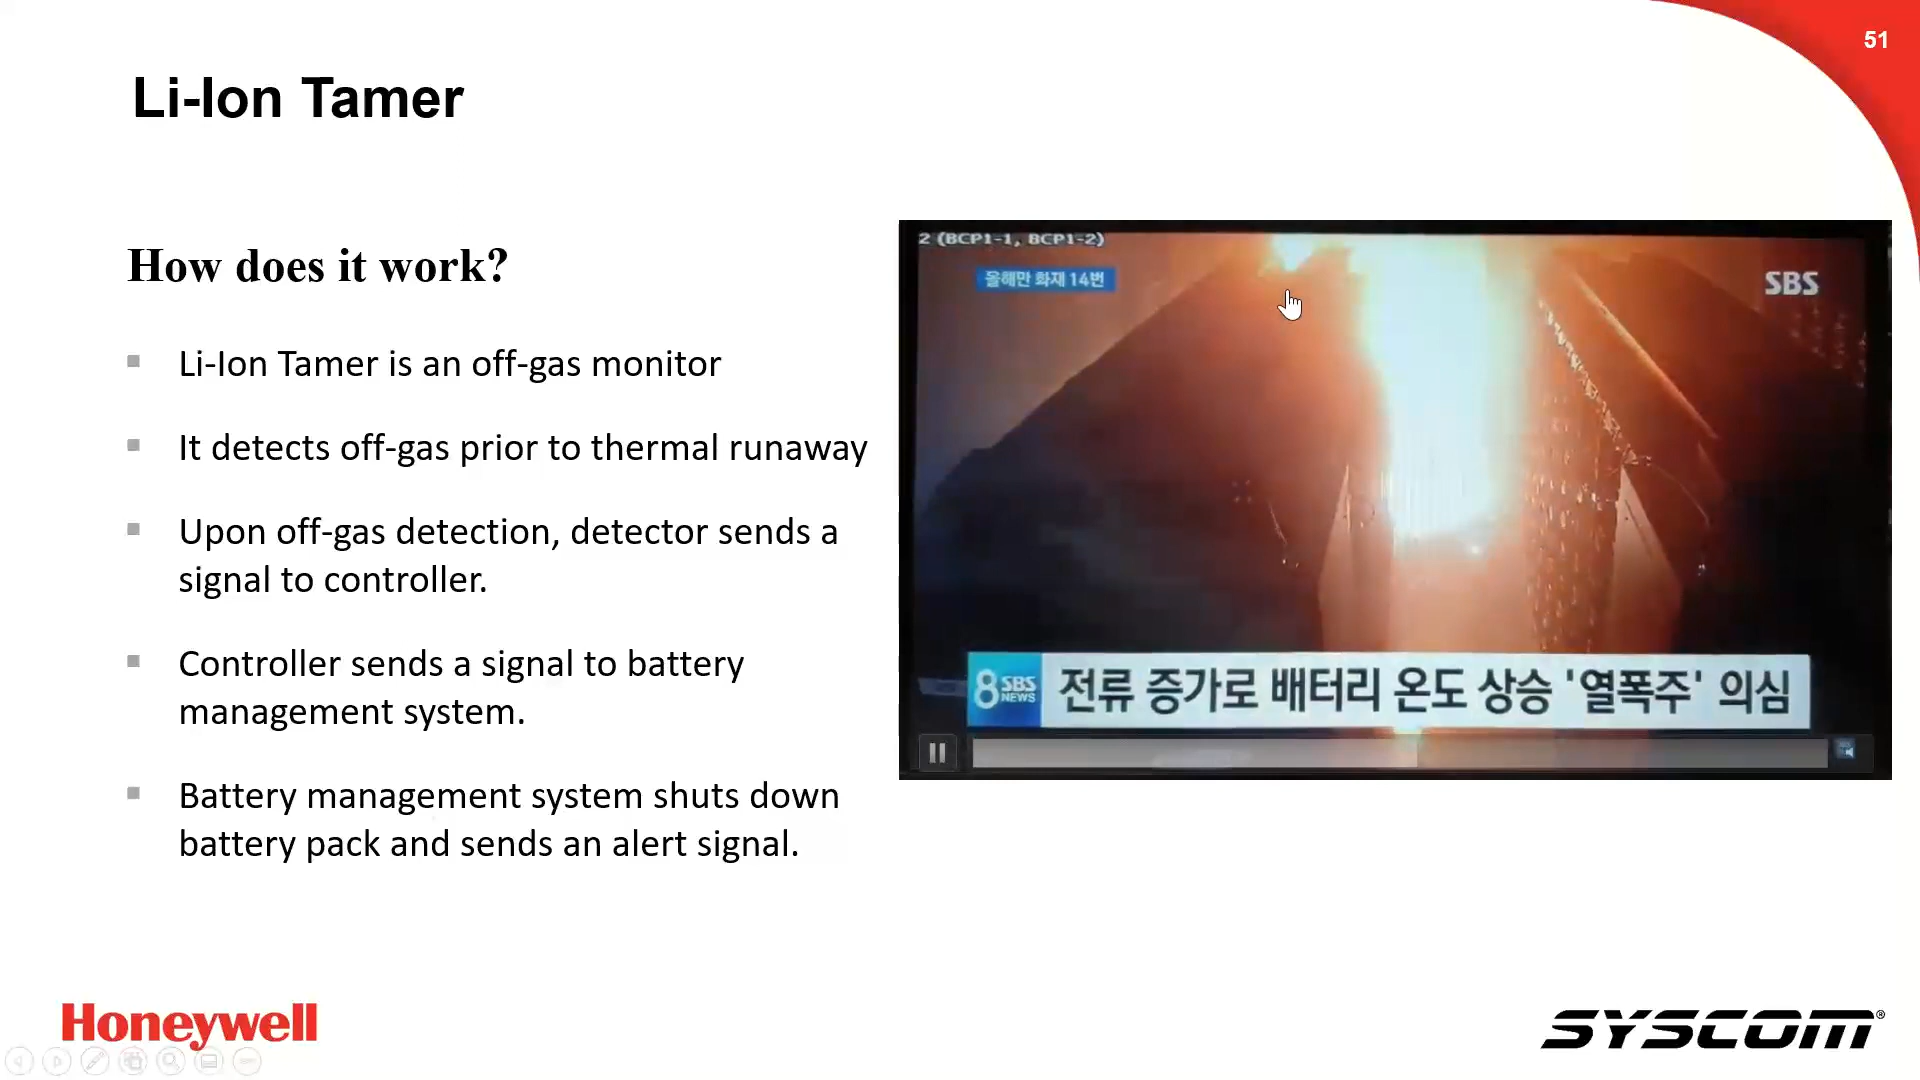 51
Li-Ion Tamer
How does it work?
Li-Ion Tamer is an off-gas monitor
It detects off-gas prior to thermal runaway
Upon off-gas detection, detector sends a
signal to controller.
Controller sends a signal to battery
management system.
Battery management system shuts down
battery pack and sends an alert signal.
2 (BCP1-1, BCP1-2)
올해만 화재 14번
SBS
8 SBS NEWS
전류 증가로 배터리 온도 상승 '열폭주' 의심
Honeywell
SYSCOM®